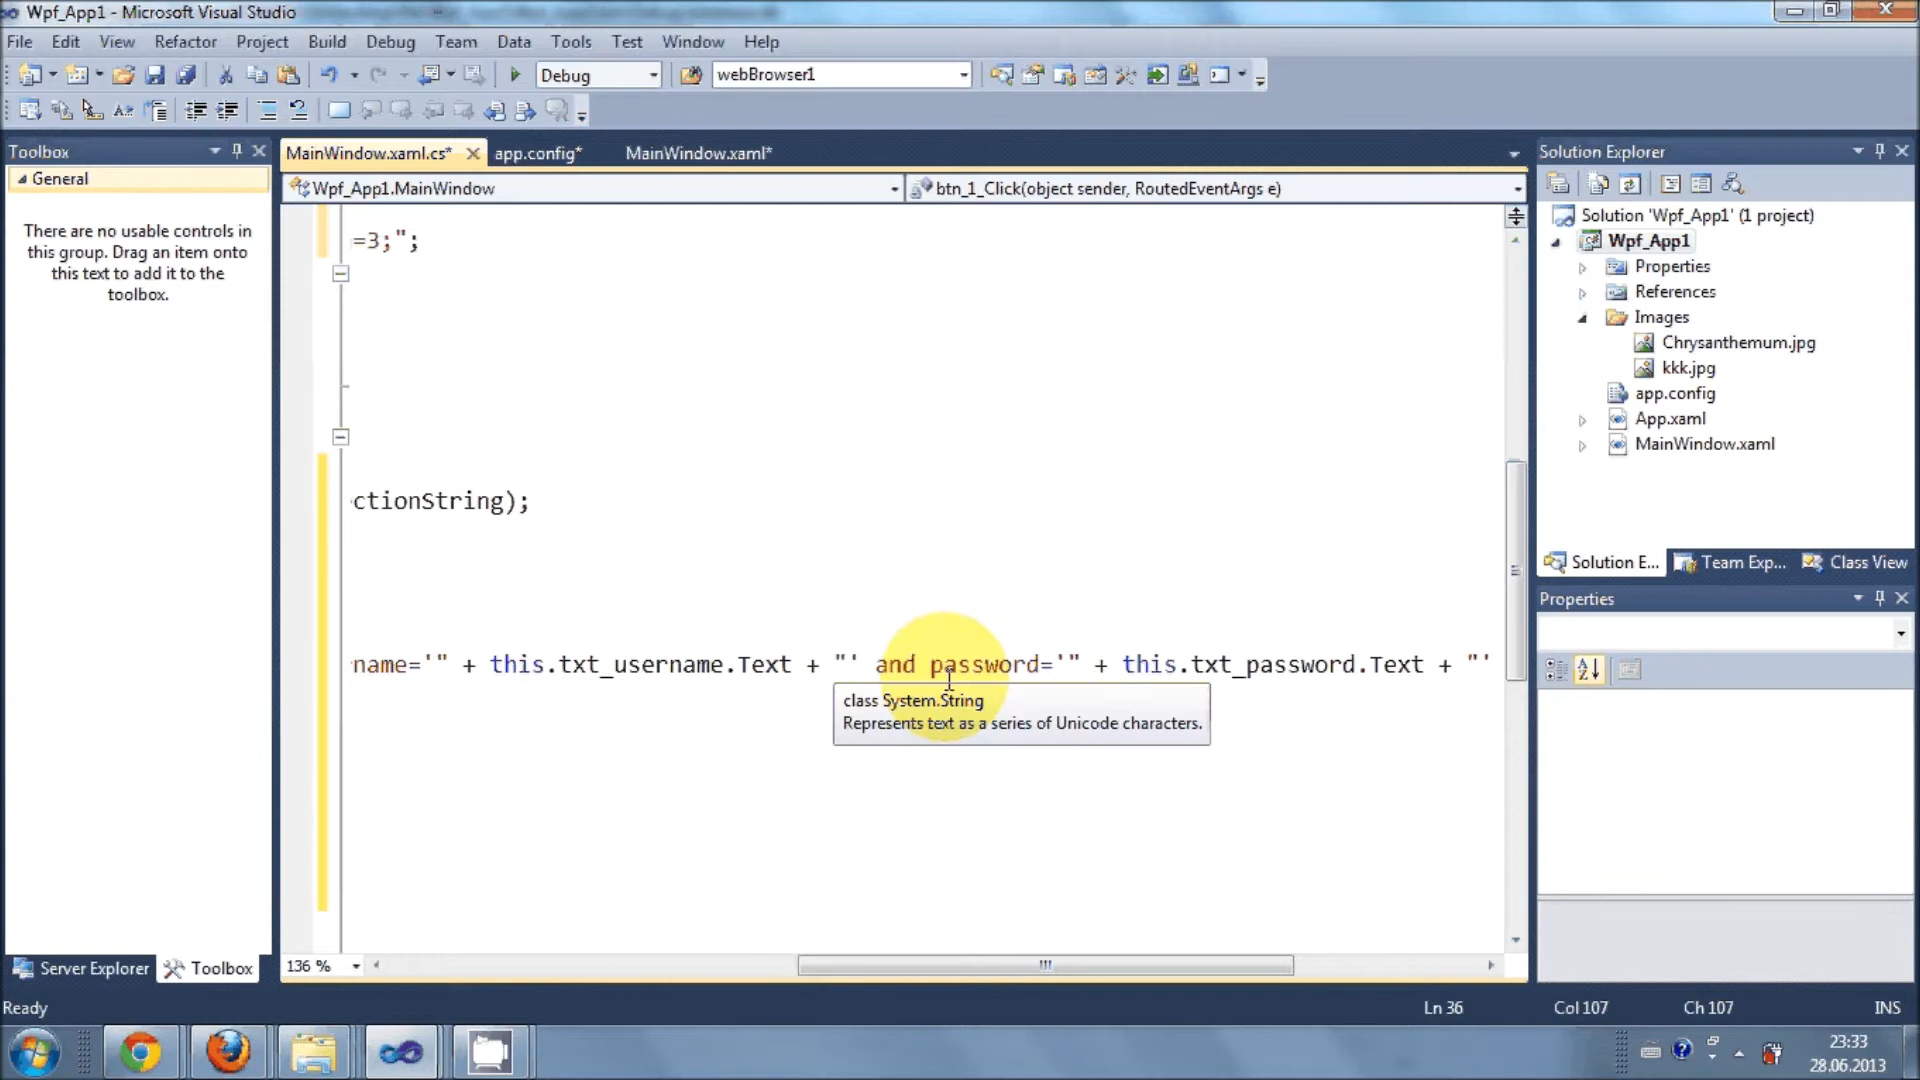 Wpf_App1 - Microsoft Visual Studio
File Edit View Refactor Project Build Debug Team Data Tools Test Window Help
Debug webBrowser1
Toolbox
General
There are no usable controls in
this group. Drag an item onto
this text to add it to the
toolbox.
Server Explorer Toolbox
MainWindow.xaml.cs* app.config* MainWindow.xaml*
Wpf_App1.MainWindow btn_1_Click(object sender, RoutedEventArgs e)
=3;";
ctionString);
name='" + this.txt_username.Text + "' and password='" + this.txt_password.Text + "'
class System.String
Represents text as a series of Unicode characters.
136 %
Solution Explorer
Solution 'Wpf_App1' (1 project)
Wpf_App1
Properties
References
Images
Chrysanthemum.jpg
kkk.jpg
app.config
App.xaml
MainWindow.xaml
Solution E... Team Exp... Class View
Properties
Ready Ln 36 Col 107 Ch 107 INS
23:33
28.06.2013